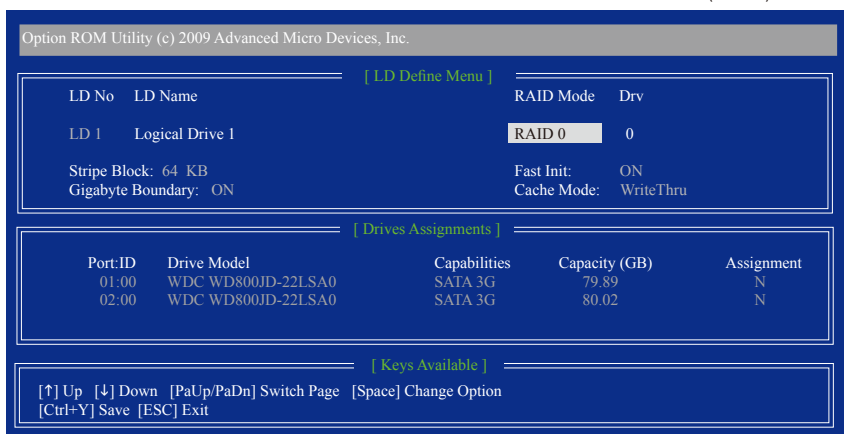 Option ROM Utility (c) 2009 Advanced Micro Devices, Inc.
[ LD Define Menu ]
LD No LD Name RAID Mode Drv
LD 1 Logical Drive 1 RAID 0 0
Stripe Block: 64 KB Fast Init: ON
Gigabyte Boundary: ON Cache Mode: WriteThru
[ Drives Assignments ]
Port:ID Drive Model Capabilities Capacity (GB) Assignment
01:00 WDC WD800JD-22LSA0 SATA 3G 79.89 N
02:00 WDC WD800JD-22LSA0 SATA 3G 80.02 N
[ Keys Available ]
[↑] Up [↓] Down [PaUp/PaDn] Switch Page [Space] Change Option
[Ctrl+Y] Save [ESC] Exit